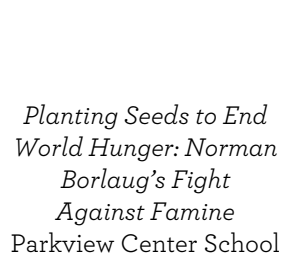 Planting Seeds to End
World Hunger: Norman
Borlaug’s Fight
Against Famine
Parkview Center School